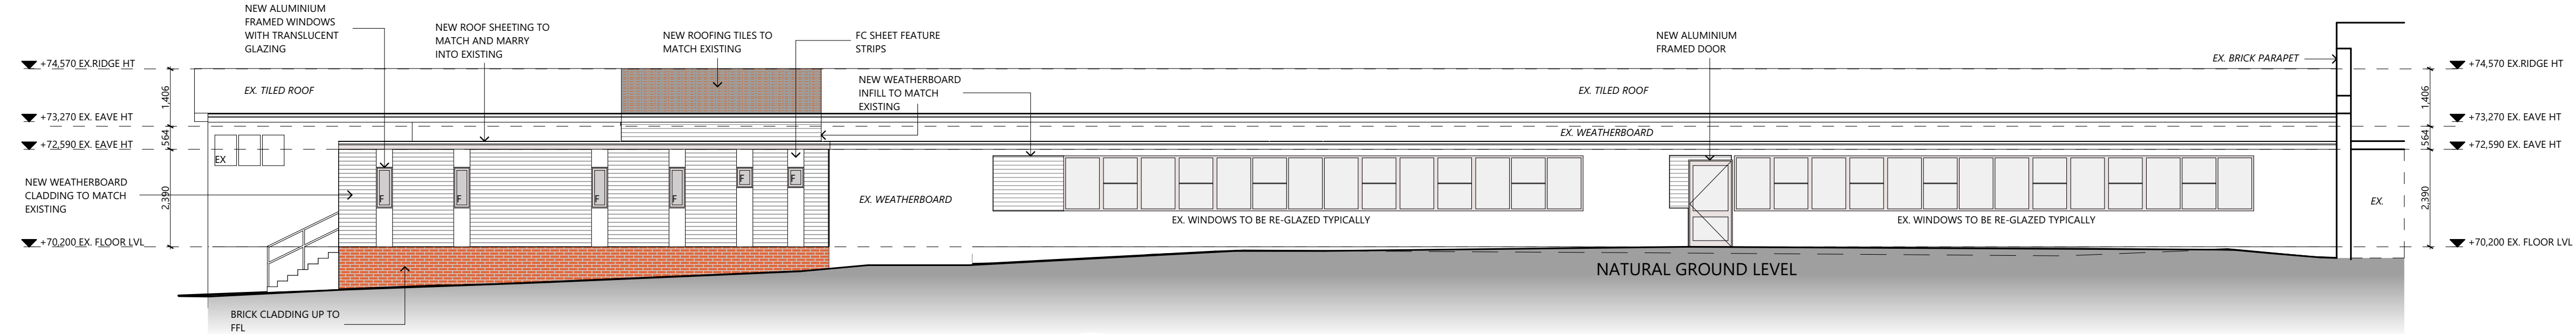 NEW ALUMINIUM
FRAMED WINDOWS
WITH TRANSLUCENT
GLAZING
NEW ROOF SHEETING TO
MATCH AND MARRY
INTO EXISTING
NEW ROOFING TILES TO
MATCH EXISTING
FC SHEET FEATURE
STRIPS
NEW WEATHERBOARD
INFILL TO MATCH
EXISTING
NEW ALUMINIUM
FRAMED DOOR
EX. BRICK PARAPET
+74,570 EX.RIDGE HT
+73,270 EX. EAVE HT
+72,590 EX. EAVE HT
1,406
564
2,390
EX. TILED ROOF
EX. TILED ROOF
EX. WEATHERBOARD
EX
F
F
F
F
F
F
NEW WEATHERBOARD
CLADDING TO MATCH
EXISTING
EX. WEATHERBOARD
EX. WINDOWS TO BE RE-GLAZED TYPICALLY
EX. WINDOWS TO BE RE-GLAZED TYPICALLY
EX.
+70,200 EX. FLOOR LVL
NATURAL GROUND LEVEL
BRICK CLADDING UP TO
FFL
+74,570 EX.RIDGE HT
1,406
+73,270 EX. EAVE HT
564
+72,590 EX. EAVE HT
2,390
+70,200 EX. FLOOR LVL